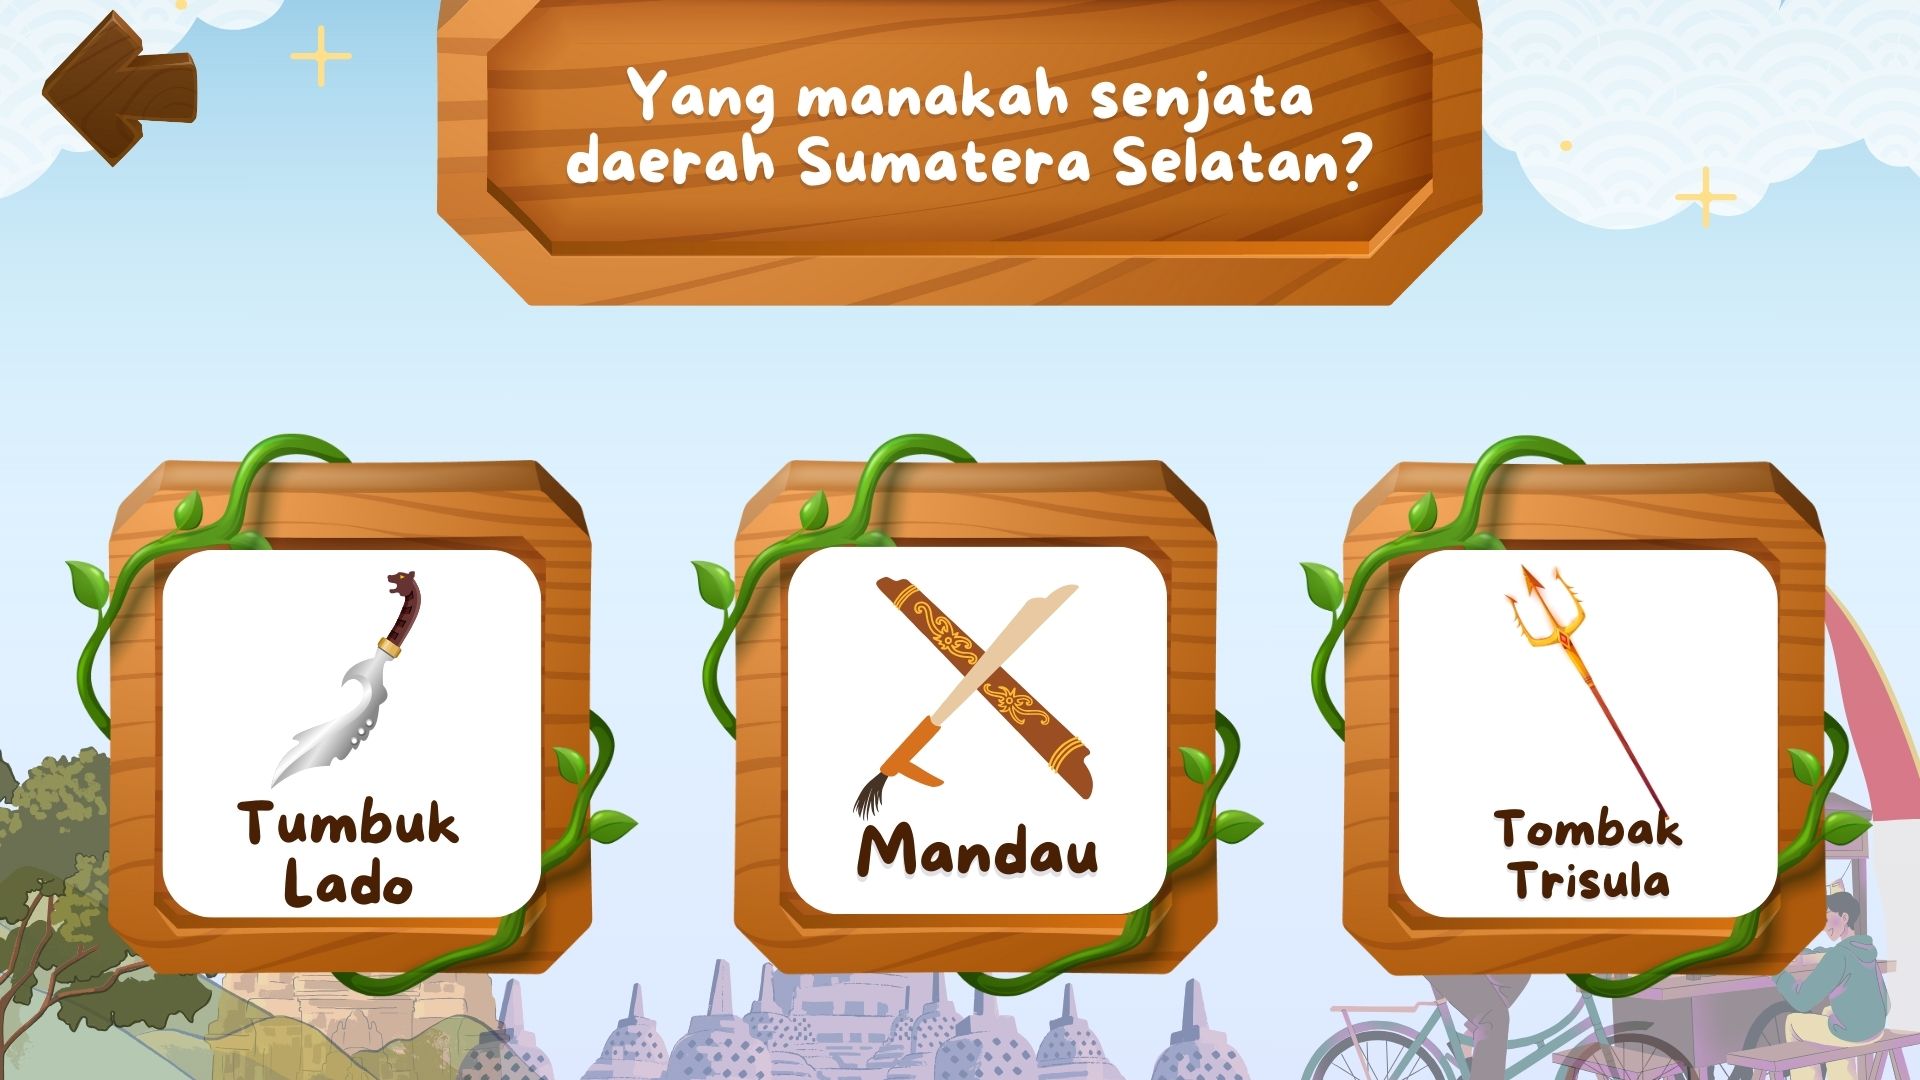 Yang manakah senjata
daerah Sumatera Selatan?
Tumbuk
Lado
Mandau
Tombak
Trisula